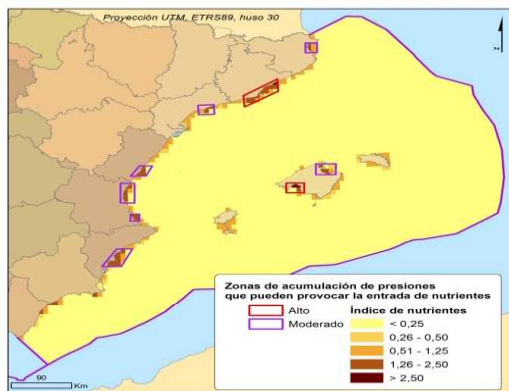 Proyección UTM, ETRS89, huso 30
N
Zonas de acumulación de presiones
que pueden provocar la entrada de nutrientes
Alto
Moderado
Índice de nutrientes
< 0,25
0,26 - 0,50
0,51 - 1,25
1,26 - 2,50
> 2,50
90
Km